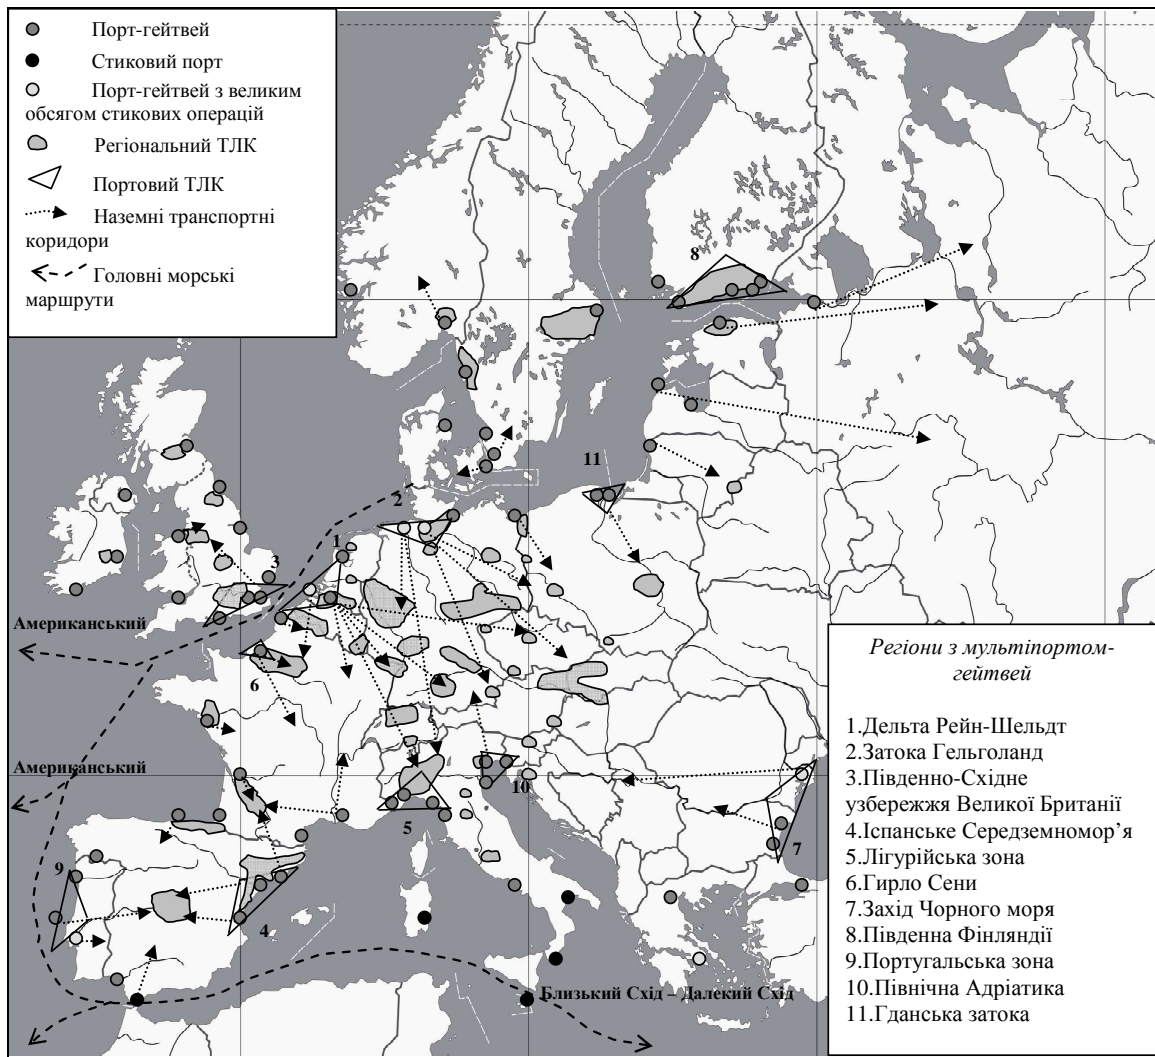 Порт-гейтвей
Стиковий порт
Порт-гейтвей з великим
обсягом стикових операцій
Регіональний ТЛК
Портовий ТЛК
Наземні транспортні
коридори
Головні морські
маршрути
8
11
2
1
3
Американський
6
Американський
10
5
7
9
4
Близький Схід – Далекий Схід
Регіони з мультіпортом-
гейтвей
1.Дельта Рейн-Шельдт
2.Затока Гельголанд
3.Південно-Східне
узбережжя Великої Британії
4.Іспанське Середземномор’я
5.Лігурійська зона
6.Гирло Сени
7.Захід Чорного моря
8.Південна Фінляндії
9.Португальська зона
10.Північна Адріатика
11.Гданська затока